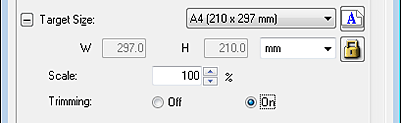 Target Size: A4 (210 x 297 mm) A
W 297.0 H 210.0 mm
Scale: 100 %
Trimming: Off On